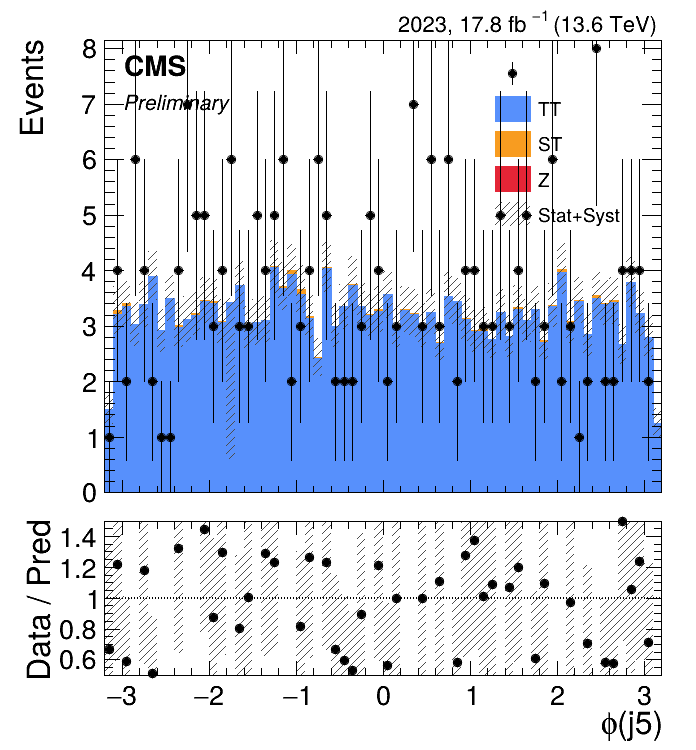 2023, 17.8 fb⁻¹ (13.6 TeV)
CMS
Preliminary
TT
ST
Z
Stat+Syst
Events
8
7
6
5
4
3
2
1
0
Data / Pred
1.4
1.2
1
0.8
0.6
−3 −2 −1 0 1 2 3
ϕ(j5)